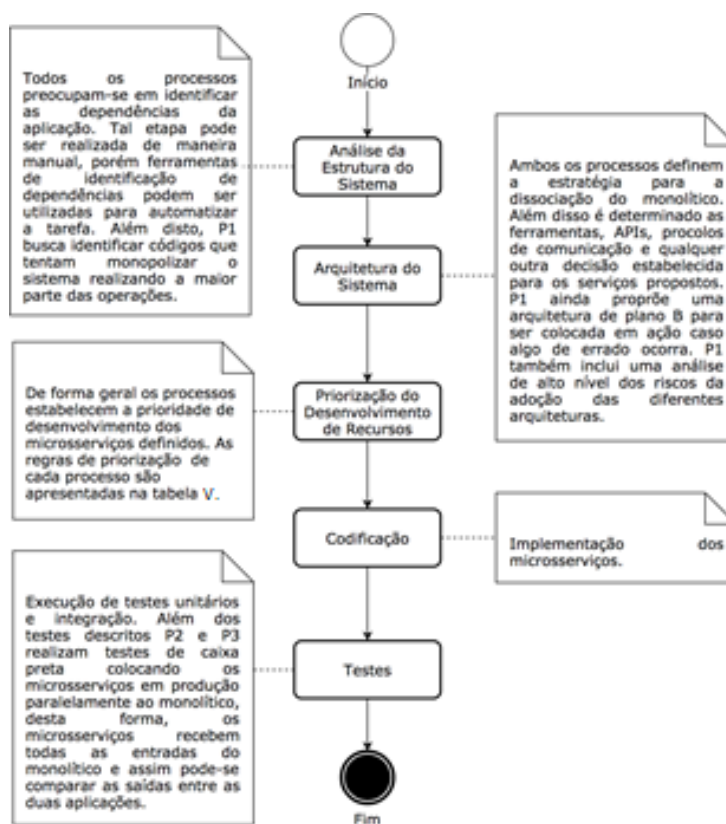 Início
Todos os processos
preocupam-se em identificar
as dependências da
aplicação. Tal etapa pode
ser realizada de maneira
manual, porém ferramentas
de identificação de
dependências podem ser
utilizadas para automatizar
a tarefa. Além disto, P1
busca identificar códigos que
tentam monopolizar o
sistema realizando a maior
parte das operações.
Análise da
Estrutura do
Sistema
Arquitetura do
Sistema
Ambos os processos definem
a estratégia para a
dissociação do monolítico.
Além disso é determinado as
ferramentas, APIs, procolos
de comunicação e qualquer
outra decisão estabelecida
para os serviços propostos.
P1 ainda proprõe uma
arquitetura de plano B para
ser colocada em ação caso
algo de errado ocorra. P1
também inclui uma análise
de alto nível dos riscos da
adoção das diferentes
arquiteturas.
De forma geral os processos
estabelecem a prioridade de
desenvolvimento dos
microsserviços definidos. As
regras de priorização de
cada processo são
apresentadas na tabela V.
Priorização do
Desenvolvimento
de Recursos
Codificação
Implementação dos
microsserviços.
Execução de testes unitários
e integração. Além dos
testes descritos P2 e P3
realizam testes de caixa
preta colocando os
microsserviços em produção
paralelamente ao monolítico,
desta forma, os
microsserviços recebem
todas as entradas do
monolítico e assim pode-se
comparar as saídas entre as
duas aplicações.
Testes
Fim